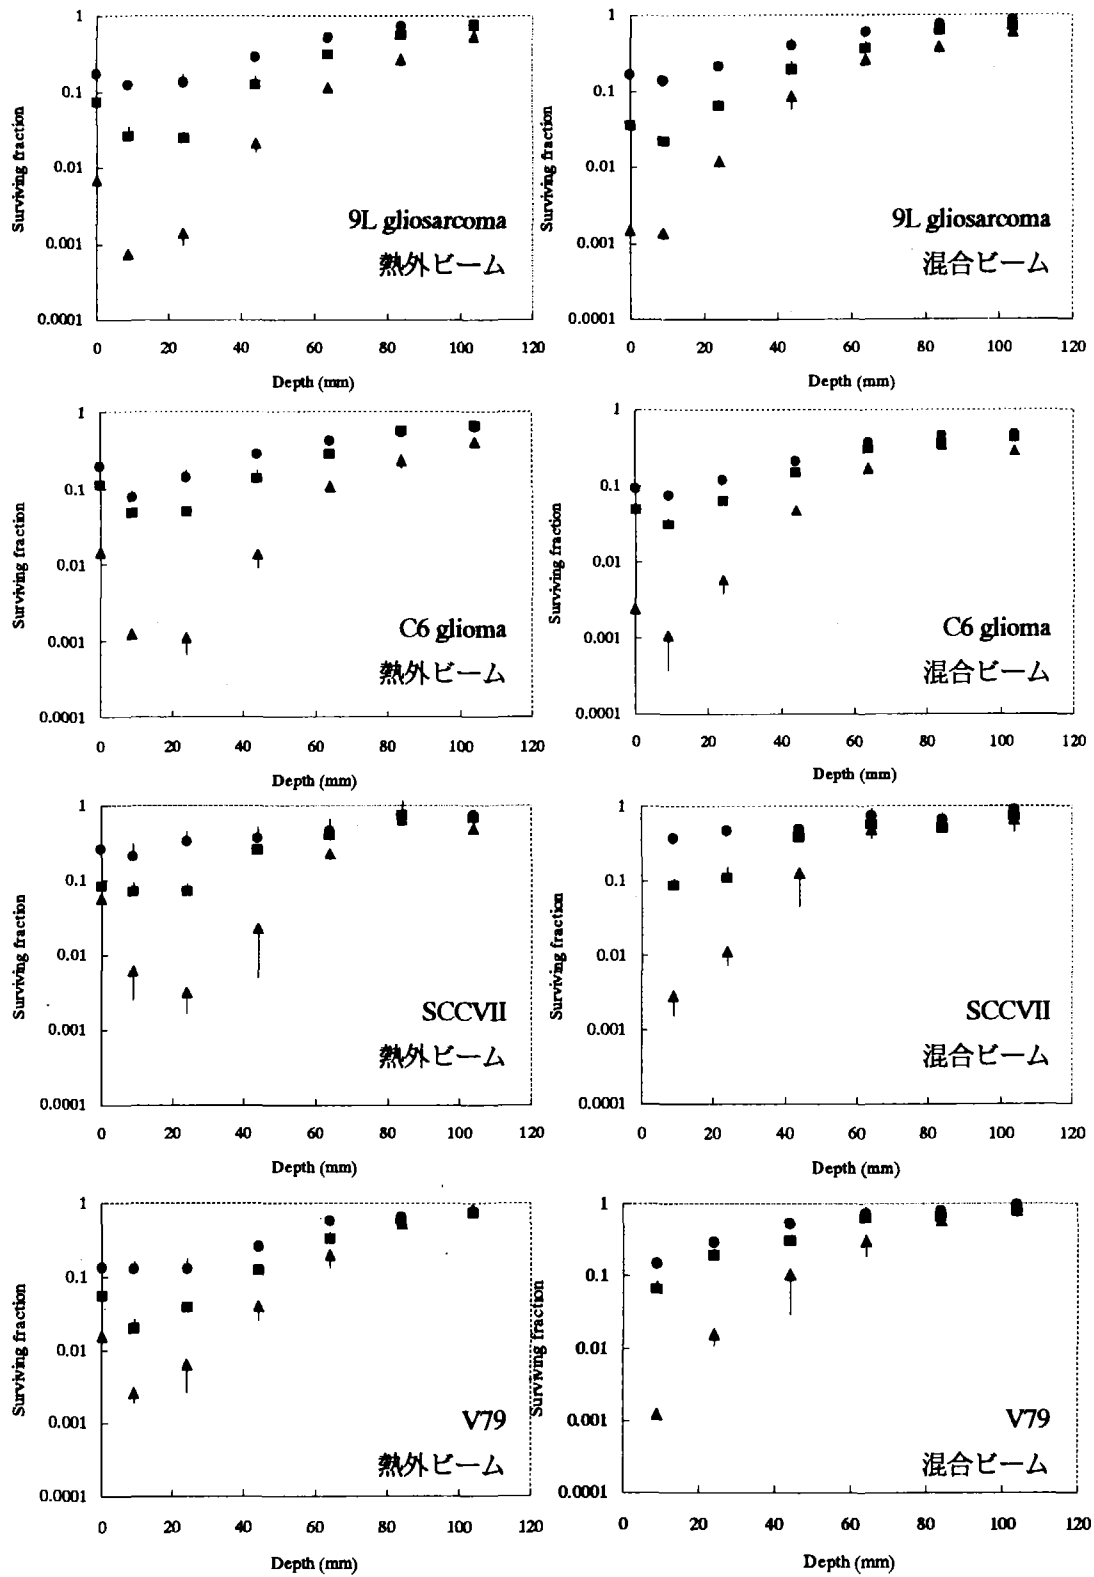 1
0.1
0.01
0.001
0.0001
Surviving fraction
9L gliosarcoma
熱外ビーム
0 20 40 60 80 100 120
Depth (mm)
1
0.1
0.01
0.001
0.0001
Surviving fraction
9L gliosarcoma
混合ビーム
0 20 40 60 80 100 120
Depth (mm)
1
0.1
0.01
0.001
0.0001
Surviving fraction
C6 glioma
熱外ビーム
0 20 40 60 80 100 120
Depth (mm)
1
0.1
0.01
0.001
0.0001
Surviving fraction
C6 glioma
混合ビーム
0 20 40 60 80 100 120
Depth (mm)
1
0.1
0.01
0.001
0.0001
Surviving fraction
SCCVII
熱外ビーム
0 20 40 60 80 100 120
Depth (mm)
1
0.1
0.01
0.001
0.0001
Surviving fraction
SCCVII
混合ビーム
0 20 40 60 80 100 120
Depth (mm)
1
0.1
0.01
0.001
0.0001
Surviving fraction
V79
熱外ビーム
0 20 40 60 80 100 120
Depth (mm)
1
0.1
0.01
0.001
0.0001
Surviving fraction
V79
混合ビーム
0 20 40 60 80 100 120
Depth (mm)